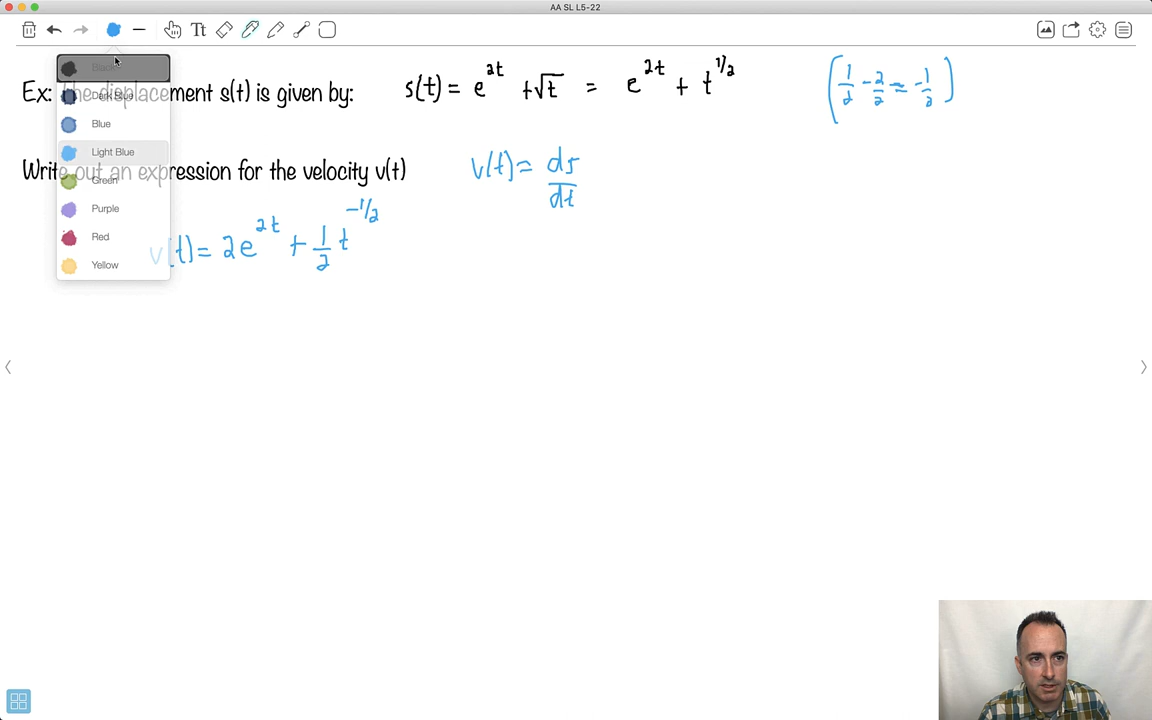 AA SL L5-22
Tt
Black
Ex: The displacement s(t) is given by: s(t) = e^2t + √t = e^2t + t^1/2 (1/2 - 2/2 = -1/2)
Dark Blue
Blue
Light Blue
Write out an expression for the velocity v(t) v(t) = ds/dt
Green
Purple
Red
v(t) = 2e^2t + 1/2 t^-1/2
Yellow